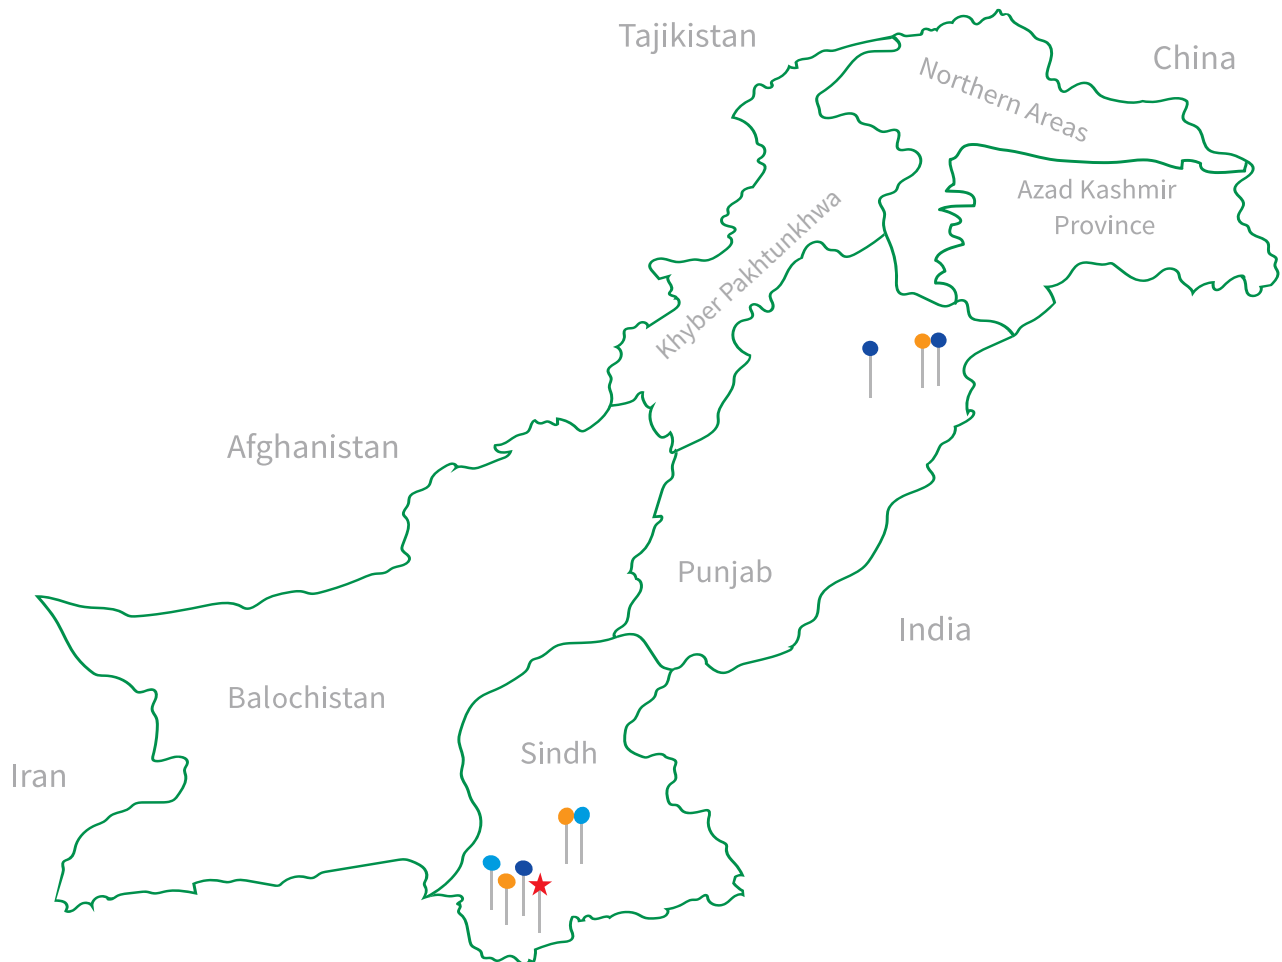 Tajikistan
China
Northern Areas
Azad Kashmir
Province
Khyber Pakhtunkhwa
Afghanistan
Punjab
India
Balochistan
Sindh
Iran